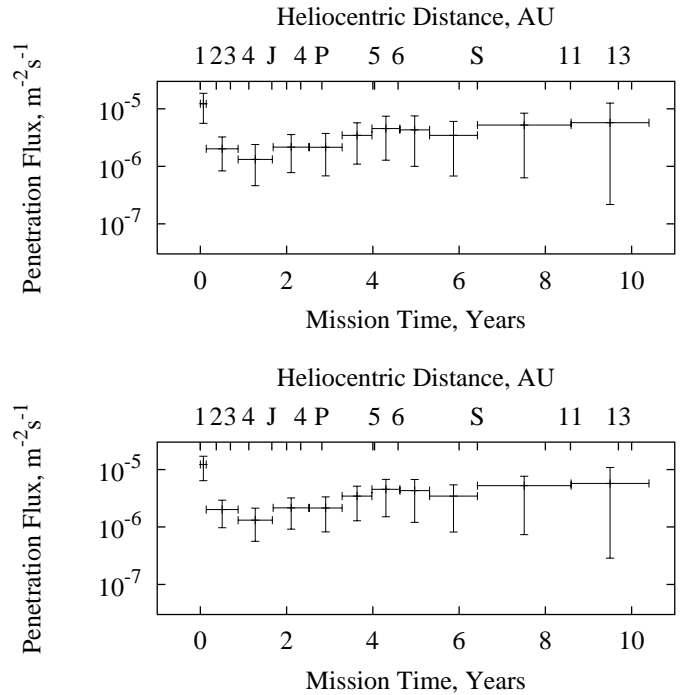 Heliocentric Distance, AU
1 2 3 4 J 4 P 5 6 S 11 13
Penetration Flux, m⁻²s⁻¹
10⁻⁵
10⁻⁶
10⁻⁷
0 2 4 6 8 10
Mission Time, Years
Heliocentric Distance, AU
1 2 3 4 J 4 P 5 6 S 11 13
Penetration Flux, m⁻²s⁻¹
10⁻⁵
10⁻⁶
10⁻⁷
0 2 4 6 8 10
Mission Time, Years